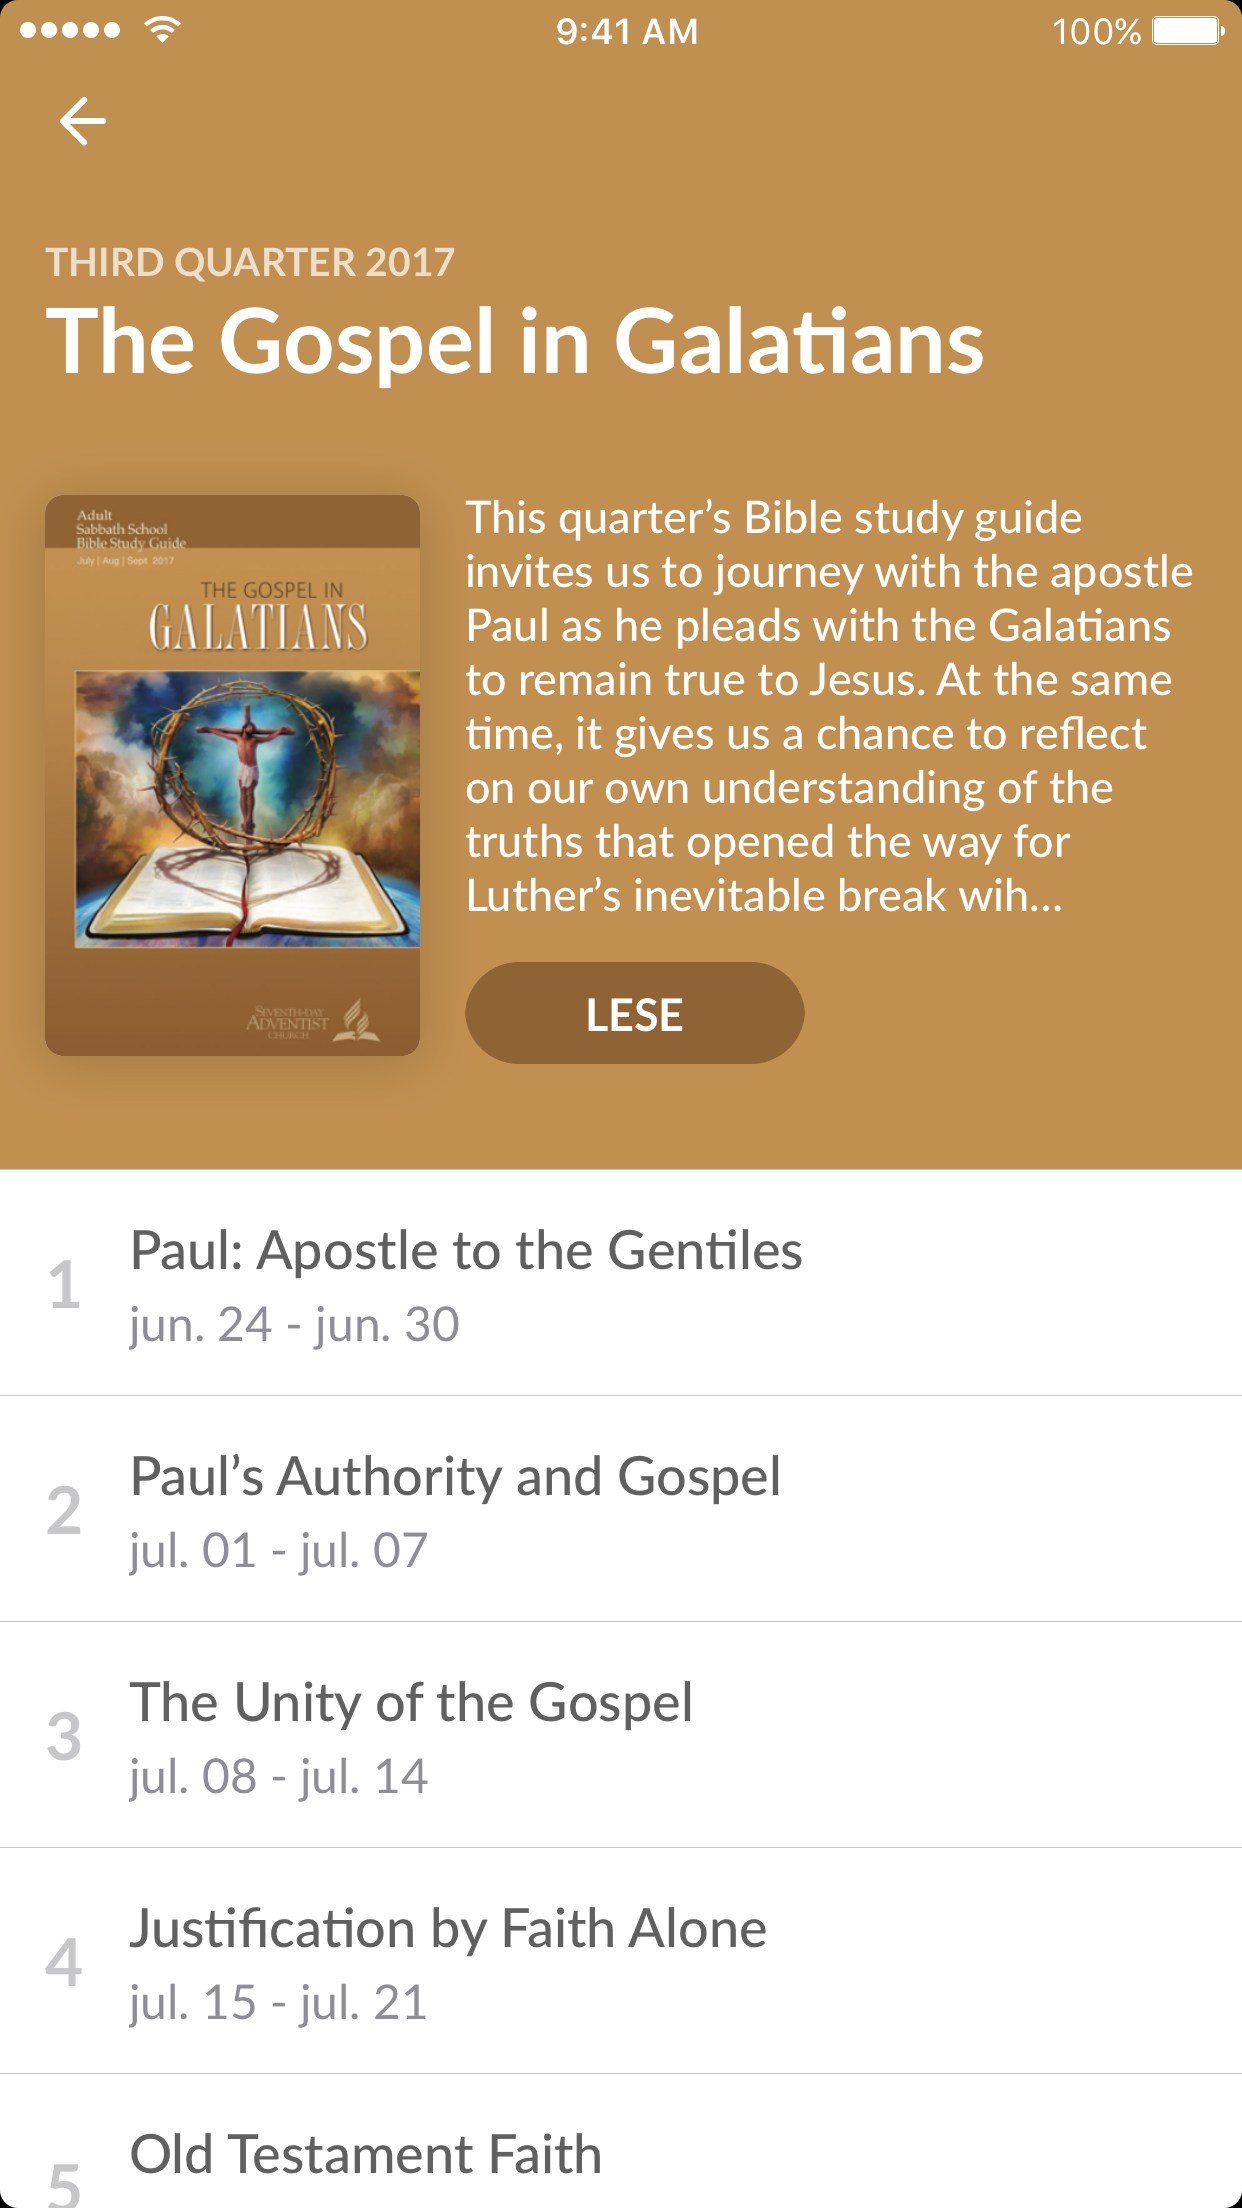 9:41 AM
100%
THIRD QUARTER 2017
The Gospel in Galatians
Adult
Sabbath School
Bible Study Guide
July | Aug | Sept 2017
THE GOSPEL IN
GALATIANS
SEVENTH-DAY
ADVENTIST
CHURCH
This quarter’s Bible study guide
invites us to journey with the apostle
Paul as he pleads with the Galatians
to remain true to Jesus. At the same
time, it gives us a chance to reflect
on our own understanding of the
truths that opened the way for
Luther’s inevitable break wih...
LESE
1
Paul: Apostle to the Gentiles
jun. 24 - jun. 30
2
Paul’s Authority and Gospel
jul. 01 - jul. 07
3
The Unity of the Gospel
jul. 08 - jul. 14
4
Justification by Faith Alone
jul. 15 - jul. 21
5
Old Testament Faith